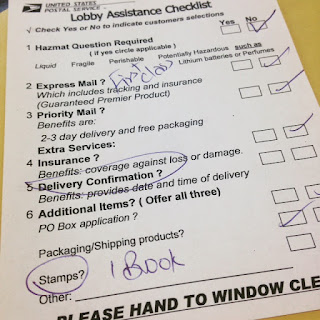 UNITED STATES
POSTAL SERVICE
Lobby Assistance Checklist
✓ Check Yes or No to indicate customers selections
Yes No
1 Hazmat Question Required
( if yes circle applicable )
such as
Liquid Fragile Perishable Potentially Hazardous Lithium batteries or Perfumes
2 Express Mail ? First Class
Which includes tracking and insurance
(Guaranteed Premier Product)
3 Priority Mail ?
Benefits are:
2-3 day delivery and free packaging
Extra Services:
4 Insurance ?
Benefits: coverage against loss or damage.
5 Delivery Confirmation ?
Benefits: provides date and time of delivery
6 Additional Items? ( Offer all three)
PO Box application ?
Packaging/Shipping products?
Stamps? 1 Book
Other:
PLEASE HAND TO WINDOW CLE